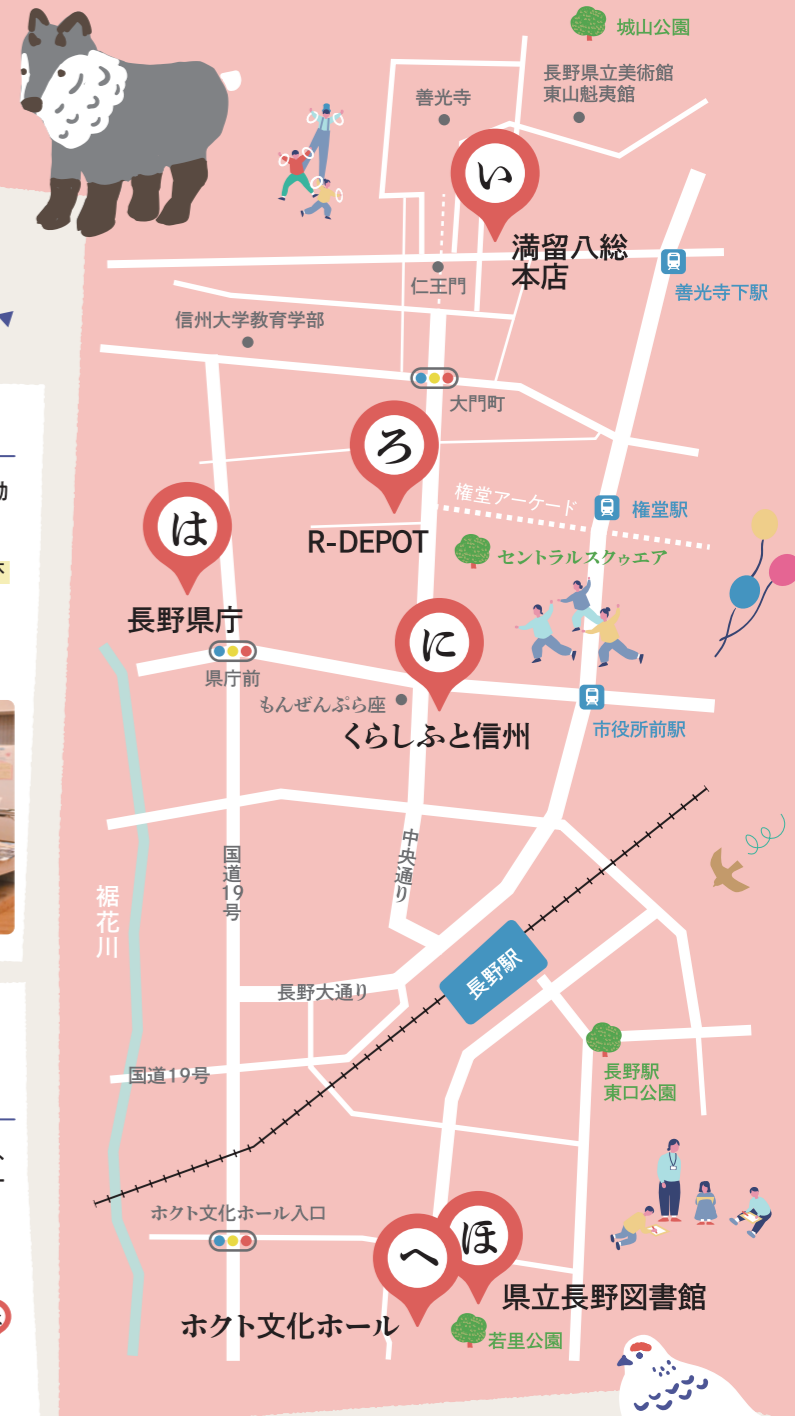 城山公園
長野県立美術館
東山魁夷館
善光寺
い
満留八総
本店
善光寺下駅
仁王門
信州大学教育学部
大門町
ろ
R-DEPOT
権堂アーケード
権堂駅
セントラルスクゥエア
は
長野県庁
県庁前
に
もんぜんぷら座
くらしふと信州
市役所前駅
中央通り
国道19号
裾花川
長野駅
長野大通り
国道19号
長野駅
東口公園
ホクト文化ホール入口
へ
ほ
県立長野図書館
ホクト文化ホール
若里公園